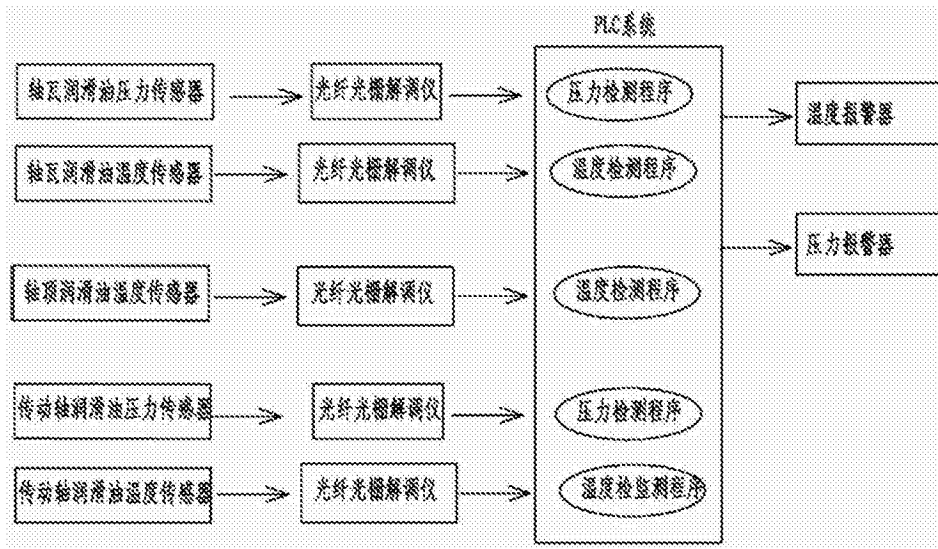 PLC系统
轴瓦润滑油压力传感器
光纤光栅解调仪
压力检测程序
温度报警器
轴瓦润滑油温度传感器
光纤光栅解调仪
温度检测程序
压力报警器
轴顶润滑油温度传感器
光纤光栅解调仪
温度检测程序
传动轴润滑油压力传感器
光纤光栅解调仪
压力检测程序
传动轴润滑油温度传感器
光纤光栅解调仪
温度检监测程序